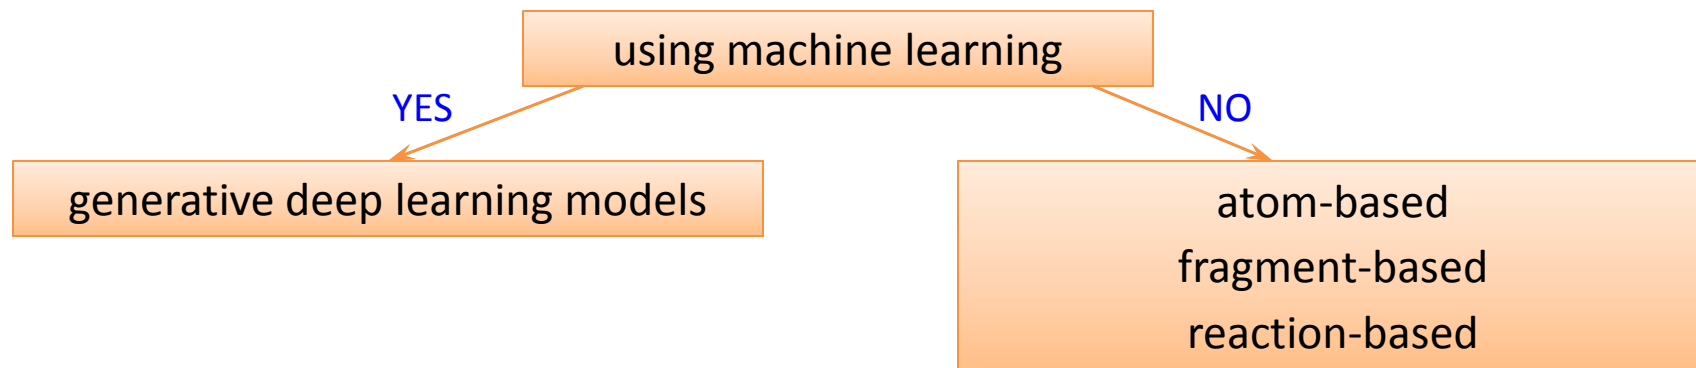 using machine learning
YES
NO
generative deep learning models
atom-based
fragment-based
reaction-based